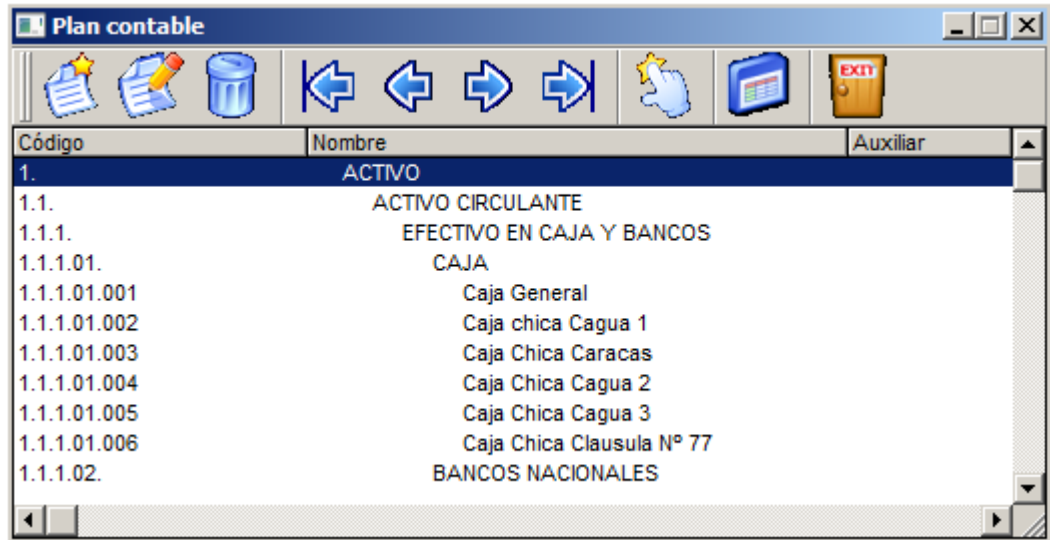 Plan contable
EXIT
Código Nombre Auxiliar
1. ACTIVO
1.1. ACTIVO CIRCULANTE
1.1.1. EFECTIVO EN CAJA Y BANCOS
1.1.1.01. CAJA
1.1.1.01.001 Caja General
1.1.1.01.002 Caja chica Cagua 1
1.1.1.01.003 Caja Chica Caracas
1.1.1.01.004 Caja Chica Cagua 2
1.1.1.01.005 Caja Chica Cagua 3
1.1.1.01.006 Caja Chica Clausula Nº 77
1.1.1.02. BANCOS NACIONALES